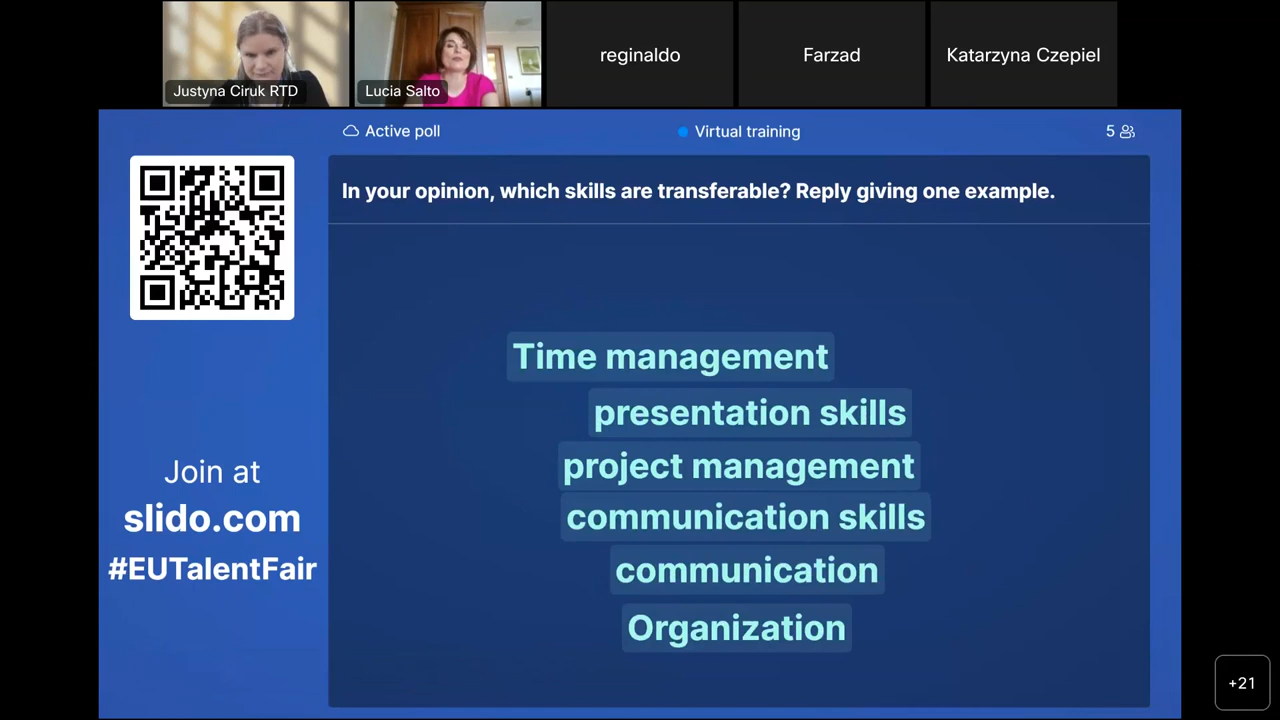 Justyna Ciruk RTD
Lucia Salto
reginaldo
Farzad
Katarzyna Czepiel
Active poll
Virtual training
5
In your opinion, which skills are transferable? Reply giving one example.
Time management
presentation skills
project management
communication skills
communication
Organization
Join at
slido.com
#EUTalentFair
+21